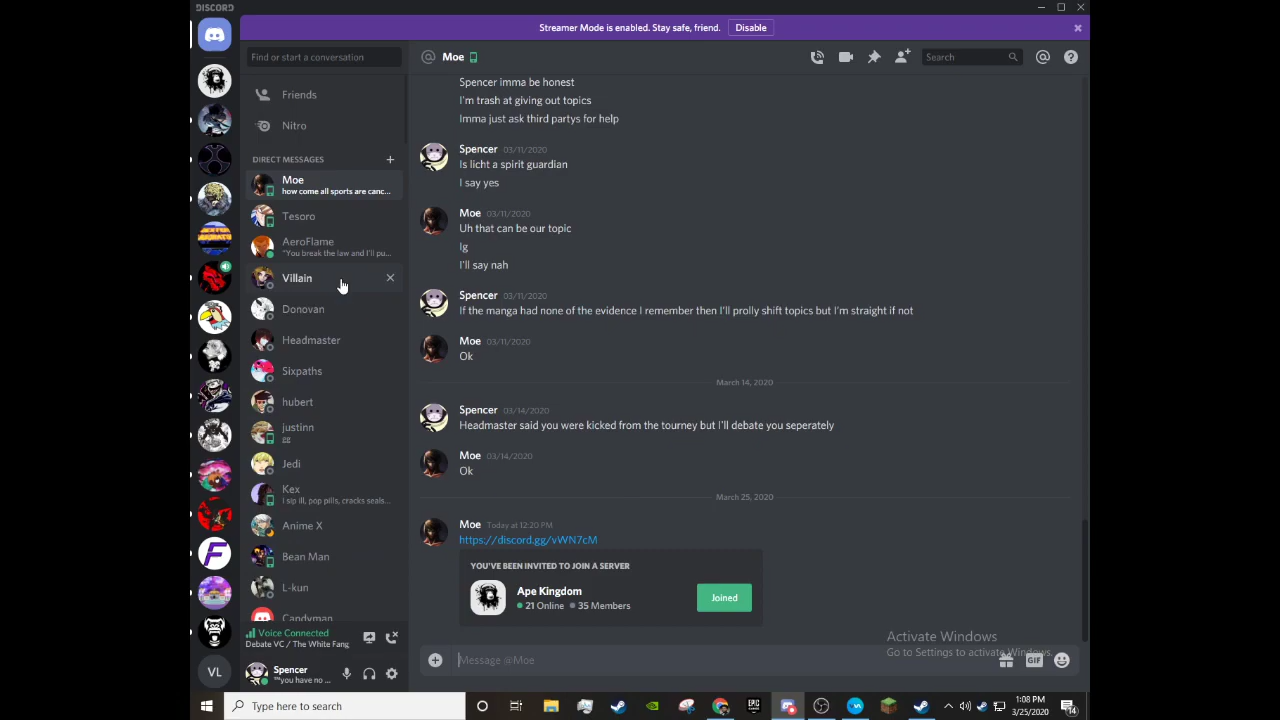 DISCORD
Streamer Mode is enabled. Stay safe, friend.
Disable
Find or start a conversation
Friends
Nitro
DIRECT MESSAGES
Moe
how come all sports are canc...
Tesoro
AeroFlame
"You break the law and I'll pu...
Villain
Donovan
Headmaster
Sixpaths
hubert
justinn
gg
Jedi
Kex
i sip ill, pop pills, cracks seals...
Anime X
Bean Man
L-kun
Candyman
Voice Connected
Debate VC / The White Fang
VL
Spencer
"you have no ...
Moe
Search
Spencer imma be honest
I'm trash at giving out topics
Imma just ask third partys for help
Spencer 03/11/2020
Is licht a spirit guardian
I say yes
Moe 03/11/2020
Uh that can be our topic
Ig
I'll say nah
Spencer 03/11/2020
If the manga had none of the evidence I remember then I'll prolly shift topics but I'm straight if not
Moe 03/11/2020
Ok
March 14, 2020
Spencer 03/14/2020
Headmaster said you were kicked from the tourney but I'll debate you seperately
Moe 03/14/2020
Ok
March 25, 2020
Moe Today at 12:20 PM
https://discord.gg/vWN7cM
YOU'VE BEEN INVITED TO JOIN A SERVER
Ape Kingdom
21 Online 35 Members
Joined
Activate Windows
Go to Settings to activate Windows.
Message @Moe
GIF
Type here to search
EPIC GAMES
1:08 PM
3/25/2020
14